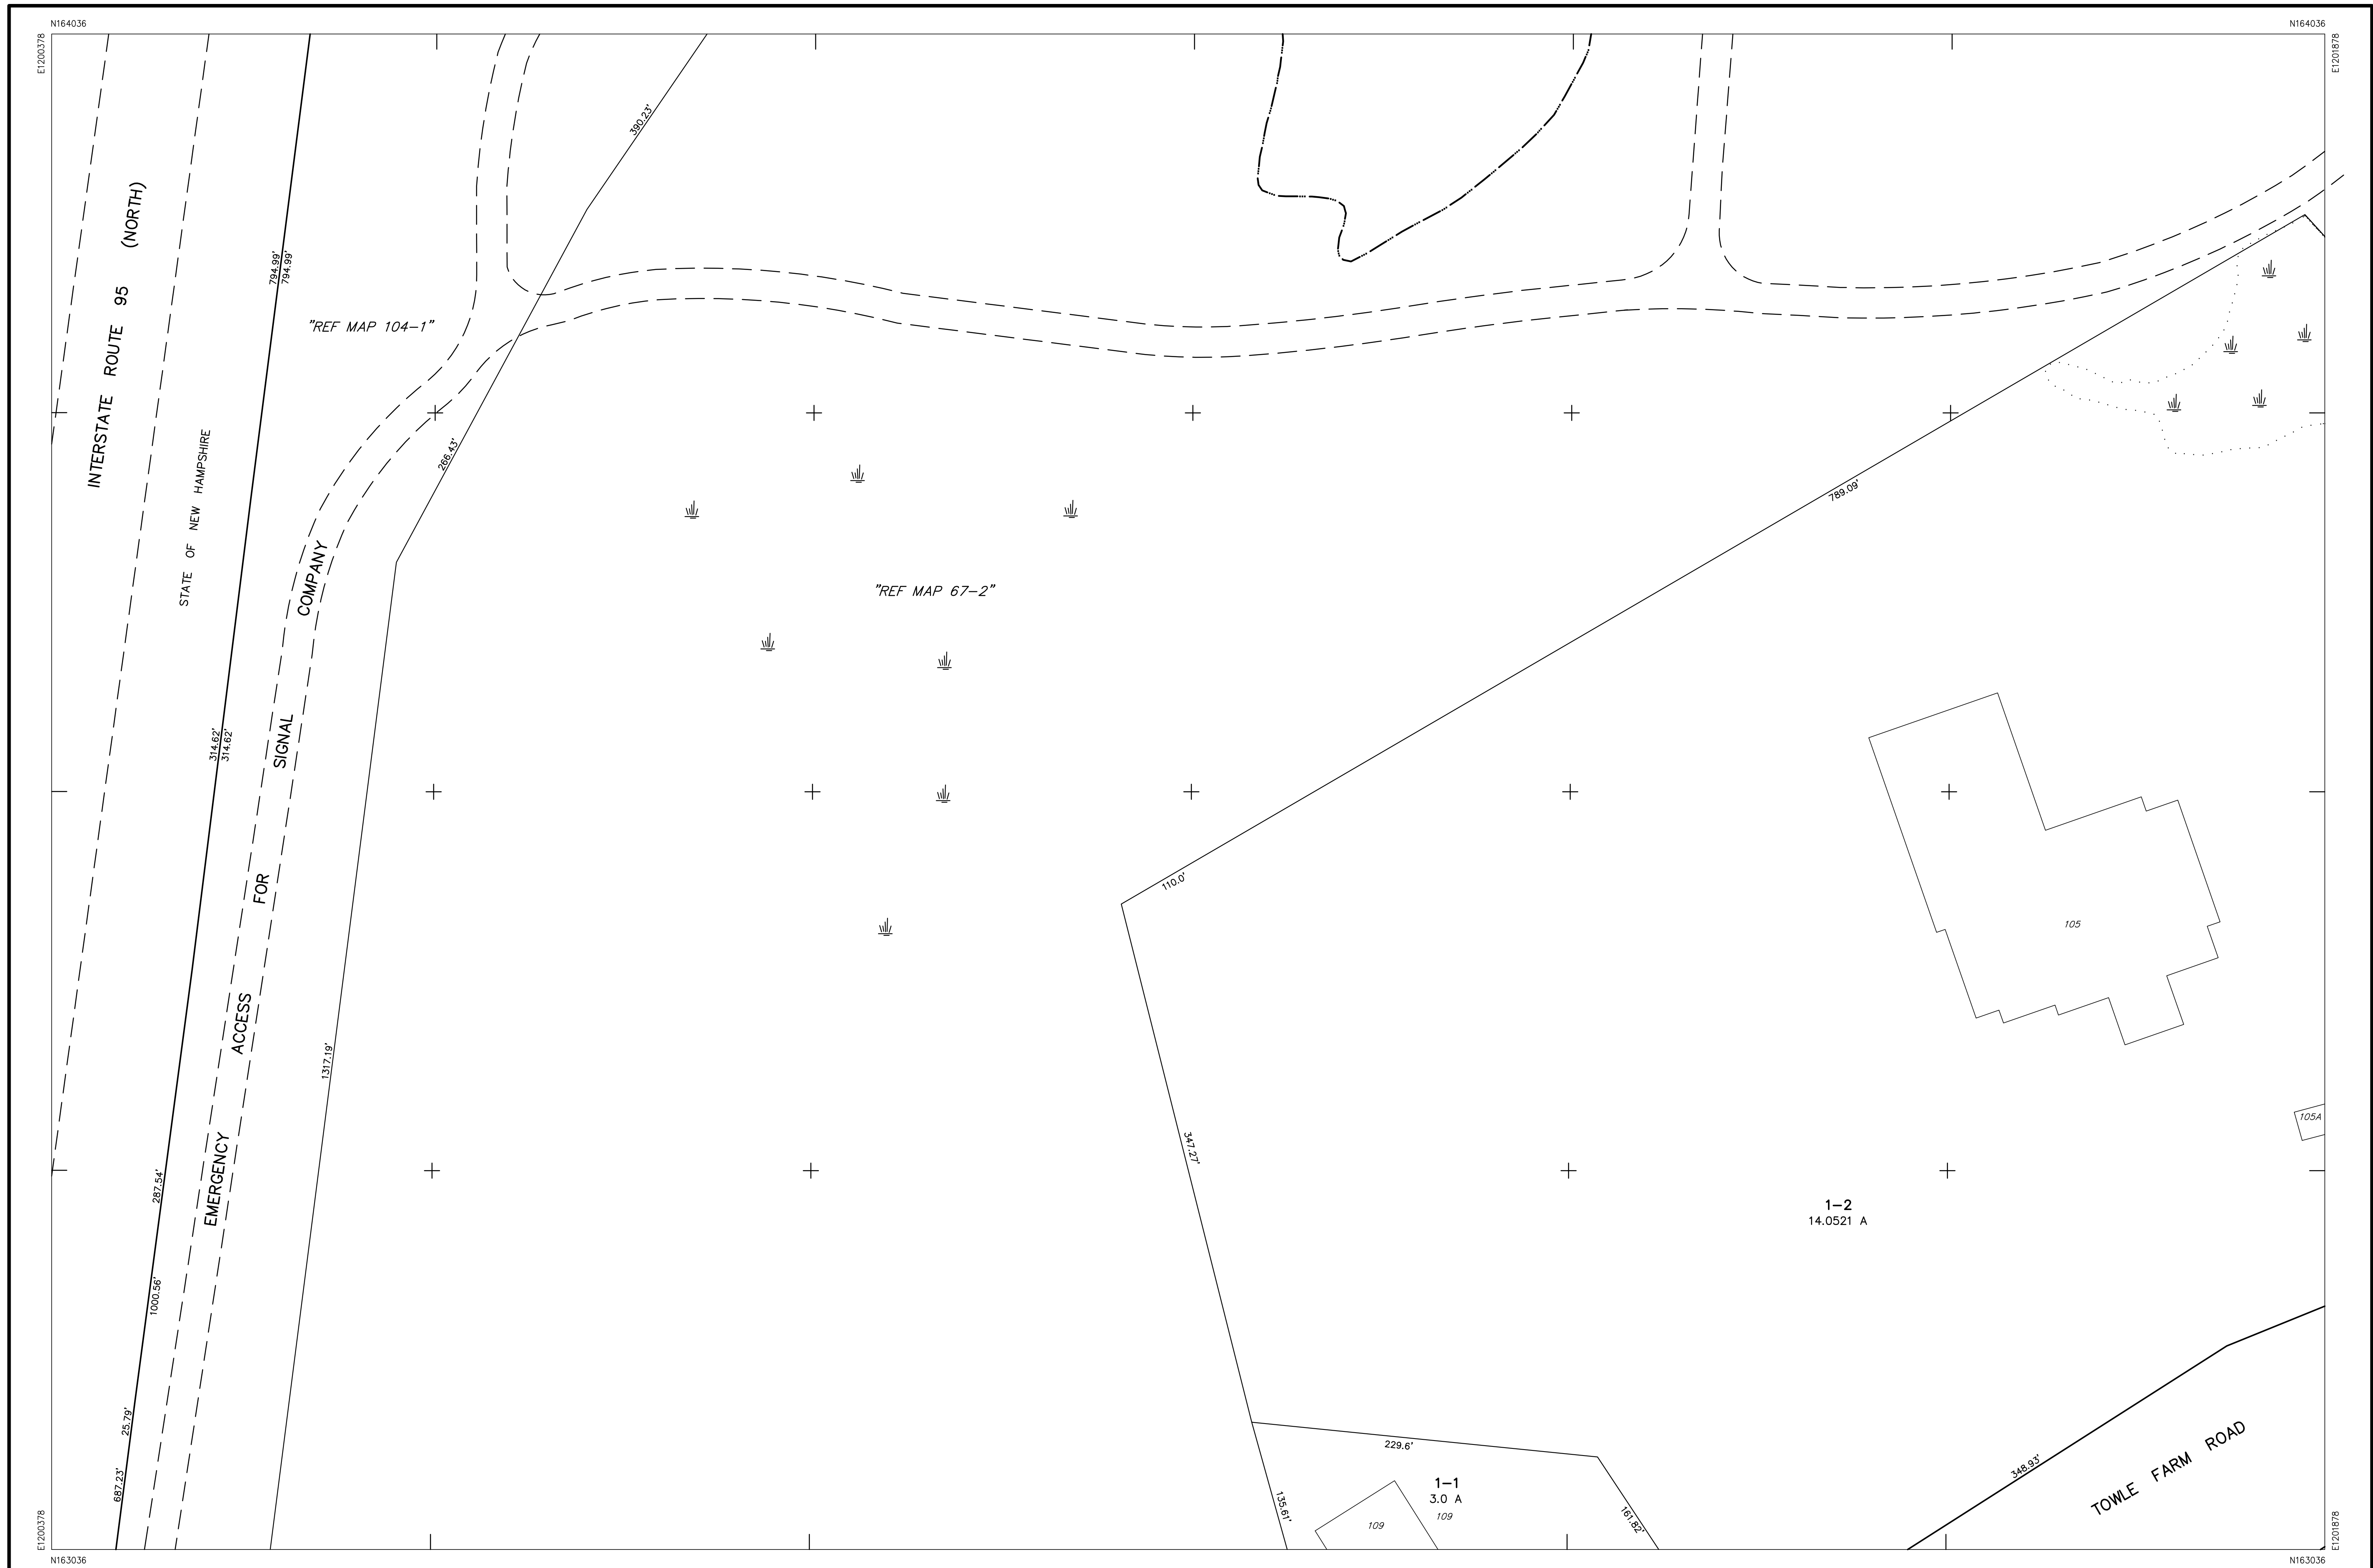 N164036
N164036
E1200378
E1201878
390.23'
INTERSTATE ROUTE 95 (NORTH)
794.99'
794.99'
"REF MAP 104-1"
STATE OF NEW HAMPSHIRE
266.43'
789.09'
"REF MAP 67-2"
314.62'
314.62'
EMERGENCY ACCESS FOR SIGNAL COMPANY
110.0'
105
1317.19'
105A
347.27'
287.54'
1-2
14.0521 A
1000.56'
25.79'
229.6'
348.93'
TOWLE FARM ROAD
687.23'
1-1
3.0 A
109
109
135.61'
161.82'
E1200378
E1201878
N163036
N163036